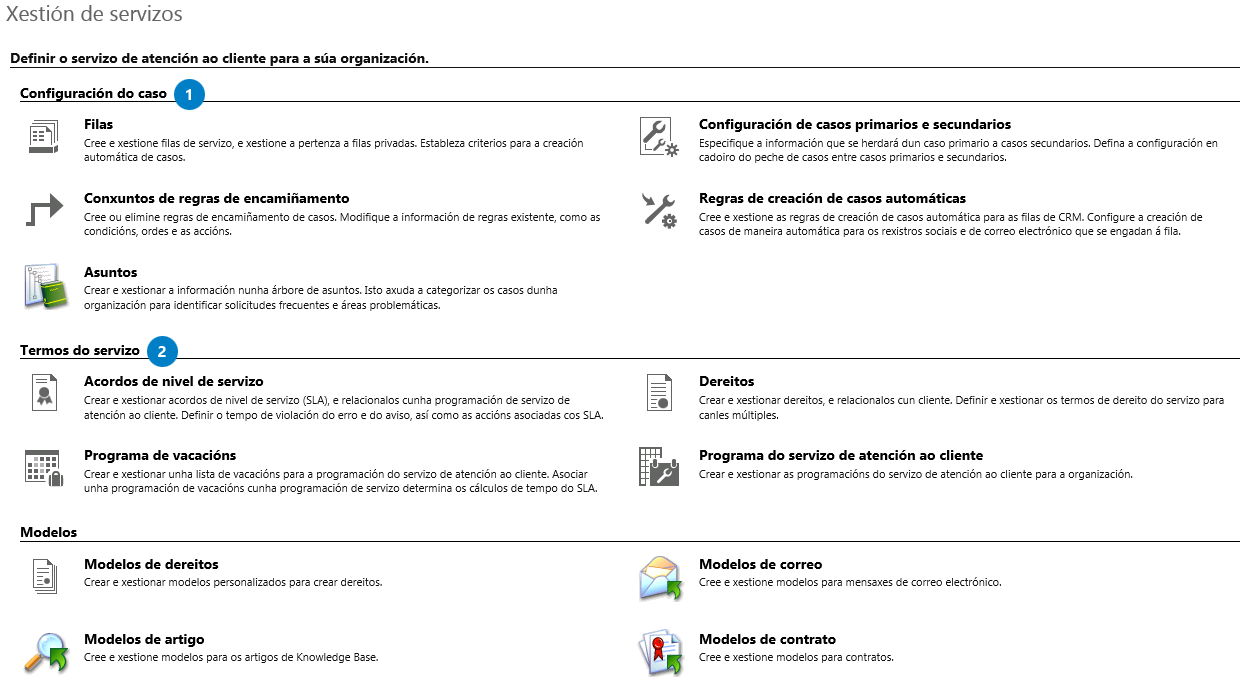 Xestión de servizos
Definir o servizo de atención ao cliente para a súa organización.
Configuración do caso 1
Filas
Cree e xestione filas de servizo, e xestione a pertenza a filas privadas. Estableza criterios para a creación
automática de casos.
Configuración de casos primarios e secundarios
Especifique a información que se herdará dun caso primario a casos secundarios. Defina a configuración en
cadoiro do peche de casos entre casos primarios e secundarios.
Conxuntos de regras de encamiñamento
Cree ou elimine regras de encamiñamento de casos. Modifique a información de regras existente, como as
condicións, ordes e as accións.
Regras de creación de casos automáticas
Cree e xestione as regras de creación de casos automática para as filas de CRM. Configure a creación de
casos de maneira automática para os rexistros sociais e de correo electrónico que se engadan á fila.
Asuntos
Crear e xestionar a información nunha árbore de asuntos. Isto axuda a categorizar os casos dunha
organización para identificar solicitudes frecuentes e áreas problemáticas.
Termos do servizo 2
Acordos de nivel de servizo
Crear e xestionar acordos de nivel de servizo (SLA), e relacionalos cunha programación de servizo de
atención ao cliente. Definir o tempo de violación do erro e do aviso, así como as accións asociadas cos SLA.
Dereitos
Crear e xestionar dereitos, e relacionalos cun cliente. Definir e xestionar os termos de dereito do servizo para
canles múltiples.
Programa de vacacións
Crear e xestionar unha lista de vacacións para a programación do servizo de atención ao cliente. Asociar
unha programación de vacacións cunha programación de servizo determina os cálculos de tempo do SLA.
Programa do servizo de atención ao cliente
Crear e xestionar as programacións do servizo de atención ao cliente para a organización.
Modelos
Modelos de dereitos
Crear e xestionar modelos personalizados para crear dereitos.
Modelos de correo
Cree e xestione modelos para mensaxes de correo electrónico.
Modelos de artigo
Cree e xestione modelos para os artigos de Knowledge Base.
Modelos de contrato
Cree e xestione modelos para contratos.